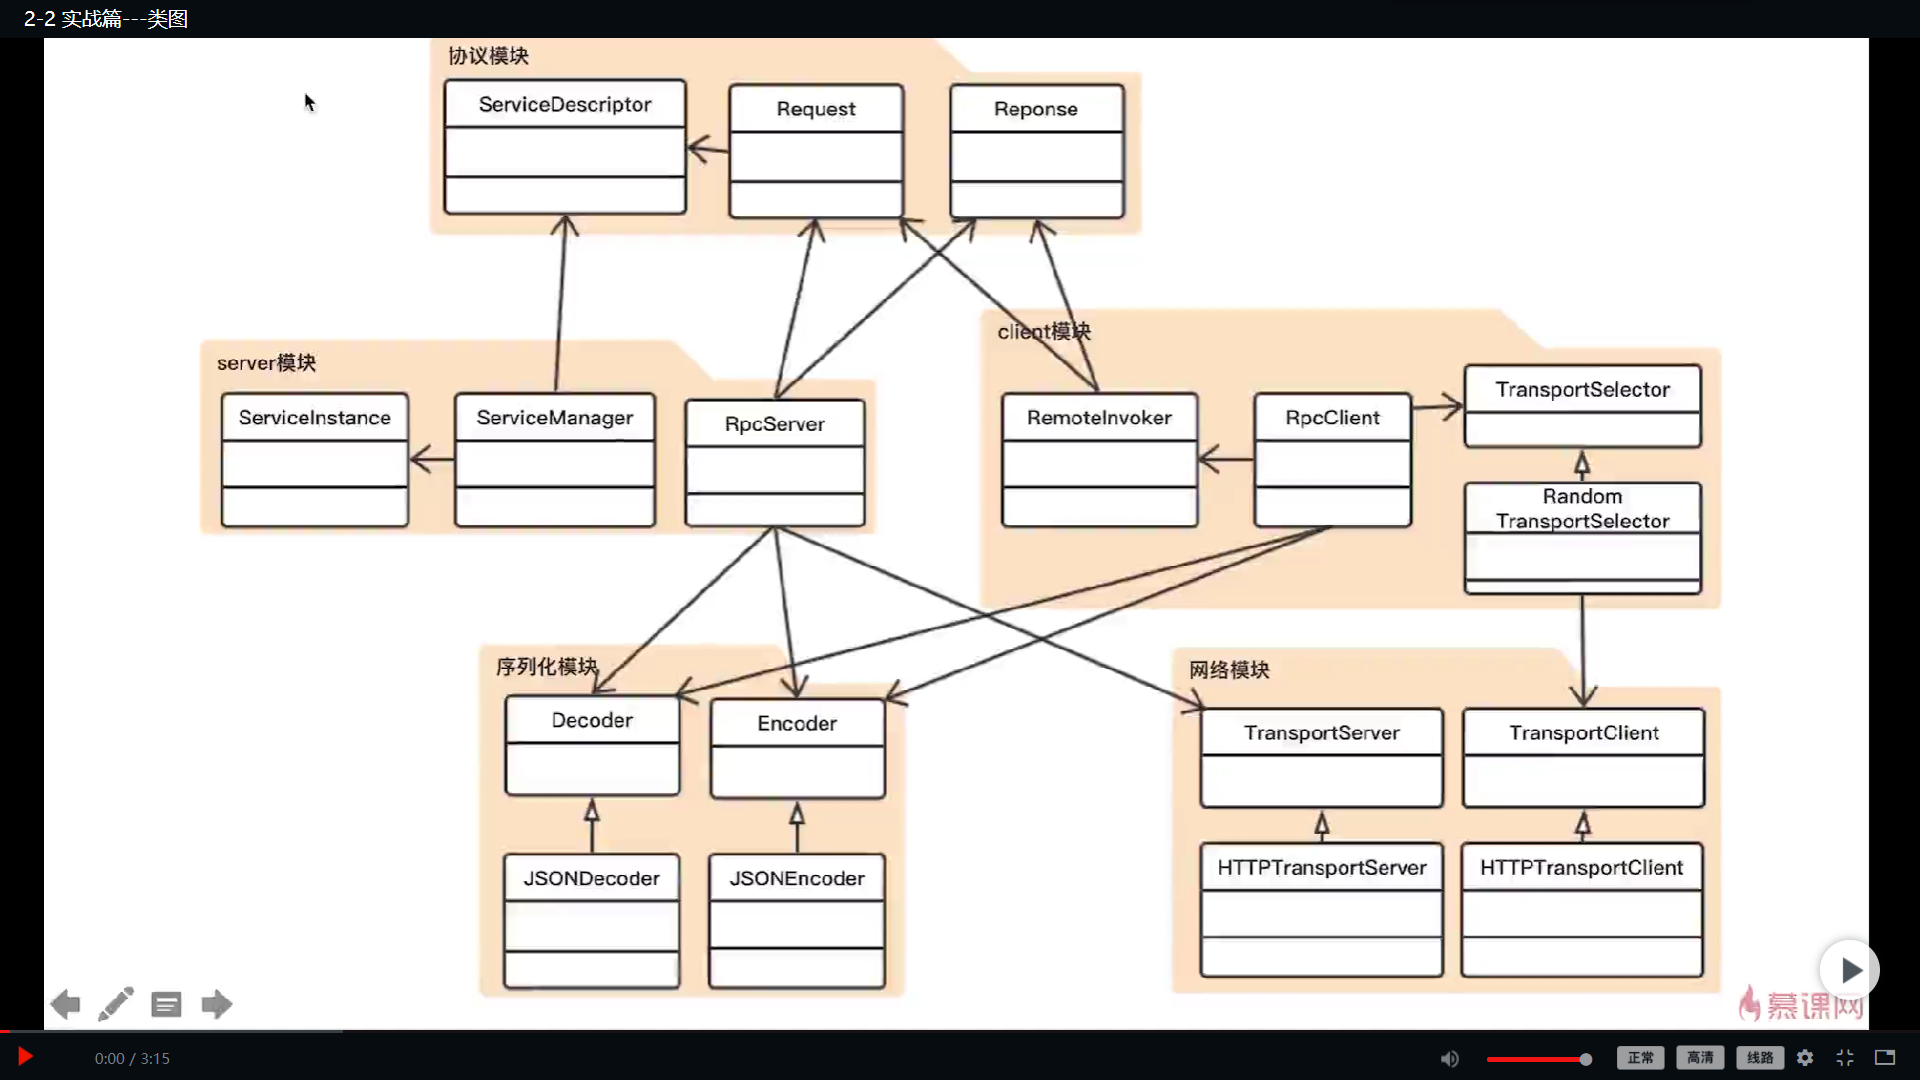 2-2 实战篇---类图
协议模块
ServiceDescriptor
Request
Reponse
server模块
ServiceInstance
ServiceManager
RpcServer
client模块
RemoteInvoker
RpcClient
TransportSelector
Random
TransportSelector
序列化模块
Decoder
Encoder
JSONDecoder
JSONEncoder
网络模块
TransportServer
TransportClient
HTTPTransportServer
HTTPTransportClient
慕课网
0:00 / 3:15
正常
高清
线路